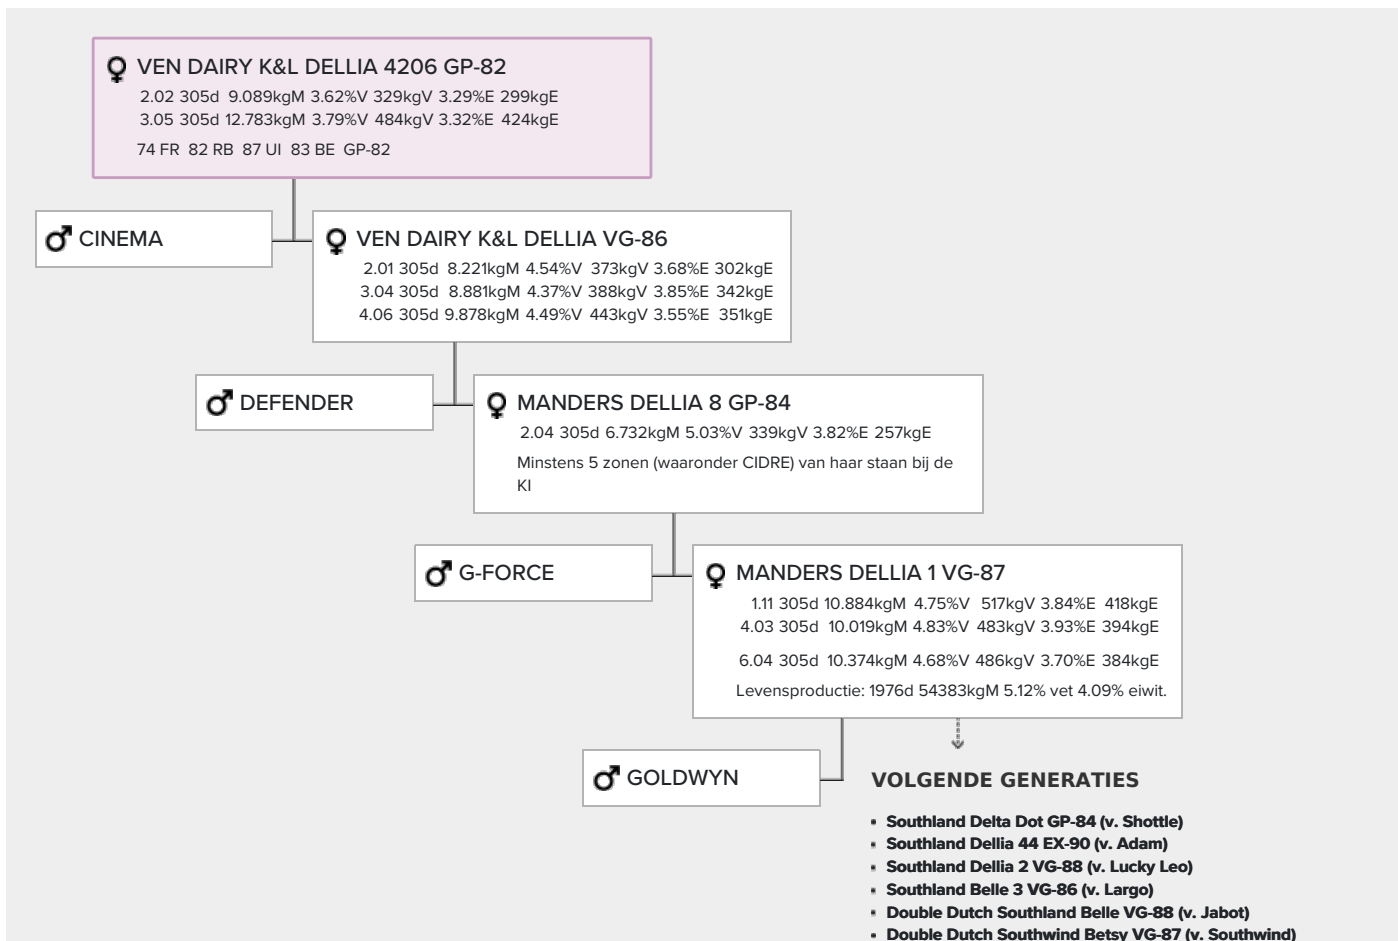 VEN DAIRY K&L DELLIA 4206 GP-82
2.02 305d 9.089kgM 3.62%V 329kgV 3.29%E 299kgE
3.05 305d 12.783kgM 3.79%V 484kgV 3.32%E 424kgE
74 FR 82 RB 87 UI 83 BE GP-82
CINEMA
VEN DAIRY K&L DELLIA VG-86
2.01 305d 8.221kgM 4.54%V 373kgV 3.68%E 302kgE
3.04 305d 8.881kgM 4.37%V 388kgV 3.85%E 342kgE
4.06 305d 9.878kgM 4.49%V 443kgV 3.55%E 351kgE
DEFENDER
MANDERS DELLIA 8 GP-84
2.04 305d 6.732kgM 5.03%V 339kgV 3.82%E 257kgE
Minstens 5 zonen (waaronder CIDRE) van haar staan bij de
KI
G-FORCE
MANDERS DELLIA 1 VG-87
1.11 305d 10.884kgM 4.75%V 517kgV 3.84%E 418kgE
4.03 305d 10.019kgM 4.83%V 483kgV 3.93%E 394kgE
6.04 305d 10.374kgM 4.68%V 486kgV 3.70%E 384kgE
Levensproductie: 1976d 54383kgM 5.12% vet 4.09% eiwit.
GOLDWYN
VOLGENDE GENERATIES
Southland Delta Dot GP-84 (v. Shottle)
Southland Dellia 44 EX-90 (v. Adam)
Southland Dellia 2 VG-88 (v. Lucky Leo)
Southland Belle 3 VG-86 (v. Largo)
Double Dutch Southland Belle VG-88 (v. Jabot)
Double Dutch Southwind Betsy VG-87 (v. Southwind)